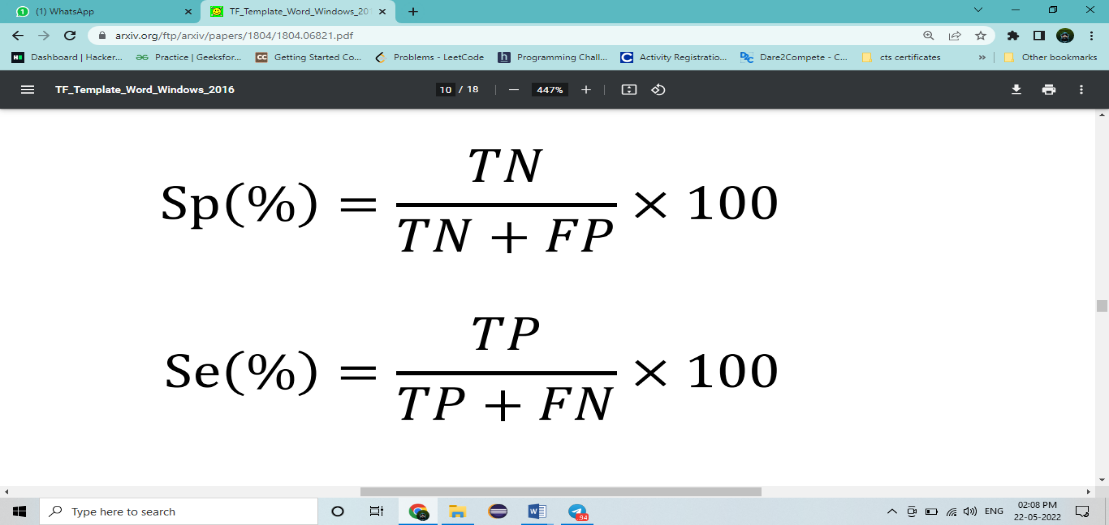 (1) WhatsApp
TF_Template_Word_Windows_20
arxiv.org/ftp/arxiv/papers/1804/1804.06821.pdf
Dashboard | Hacker... Practice | Geeksfor... Getting Started Co... Problems - LeetCode Programming Chall... Activity Registratio... Dare2Compete - C... cts certificates » Other bookmarks
TF_Template_Word_Windows_2016 10 / 18 | — 447% + |
Sp(%) = TN / (TN + FP) × 100
Se(%) = TP / (TP + FN) × 100
Type here to search
ENG
02:08 PM
22-05-2022